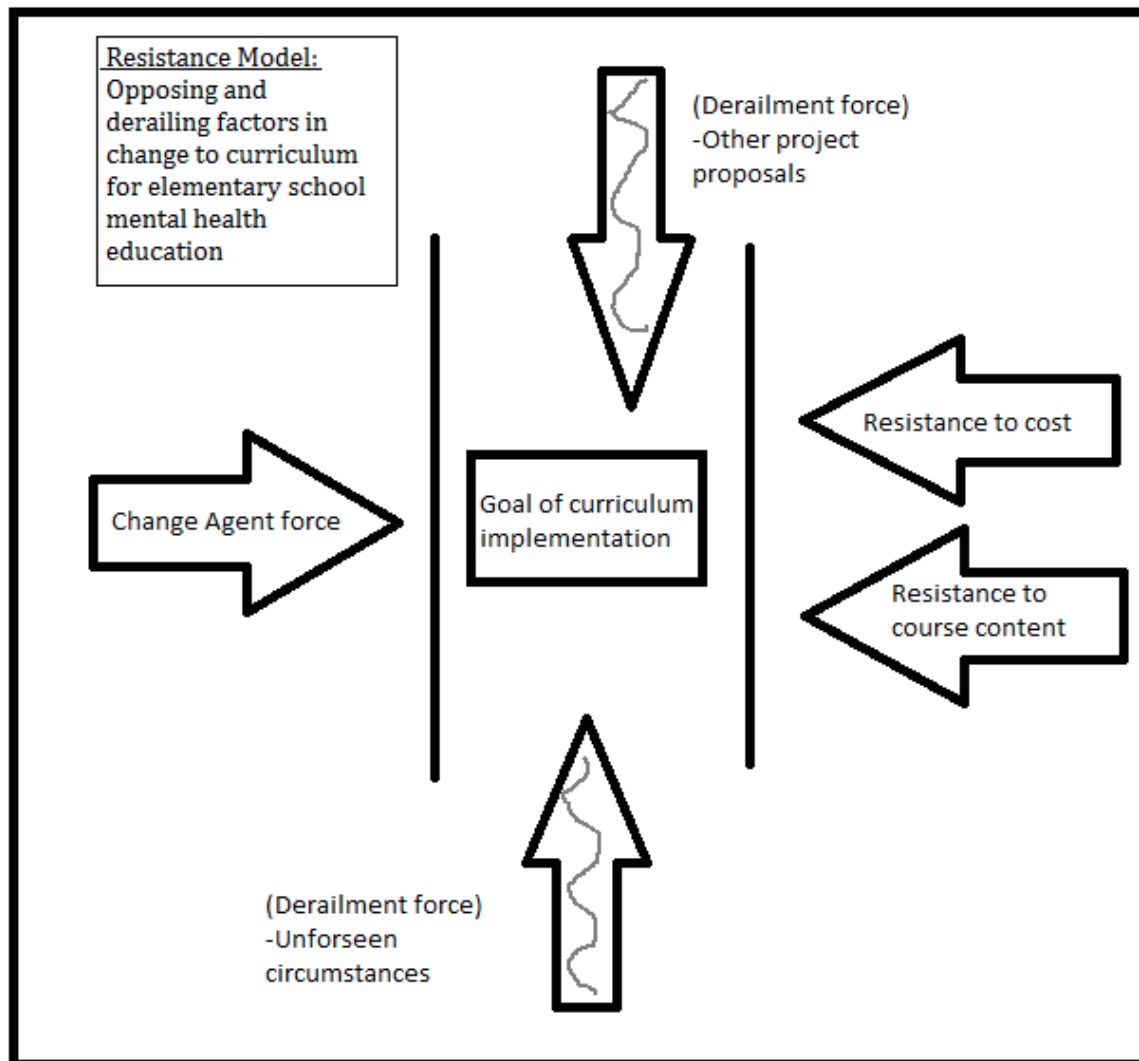 Resistance Model:
Opposing and
derailing factors in
change to curriculum
for elementary school
mental health
education
(Derailment force)
-Other project
proposals
Resistance to cost
Change Agent force
Goal of curriculum
implementation
Resistance to
course content
(Derailment force)
-Unforseen
circumstances